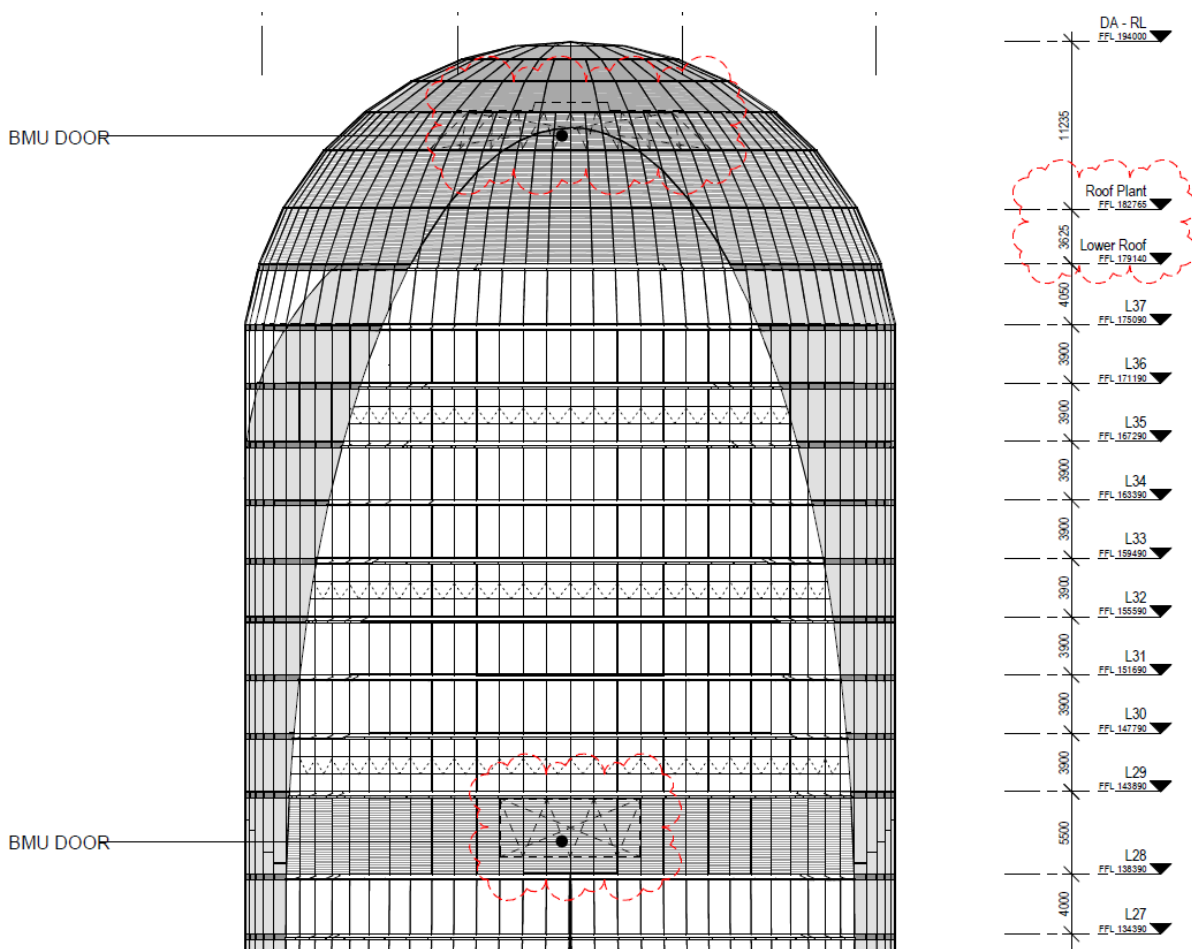 DA - RL
FFL 194000
11235
BMU DOOR
Roof Plant
FFL 182765
3625
Lower Roof
FFL 179140
4050
L37
FFL 175090
3900
L36
FFL 171190
3900
L35
FFL 167290
3900
L34
FFL 163390
3900
L33
FFL 159490
3900
L32
FFL 155590
3900
L31
FFL 151690
3900
L30
FFL 147790
3900
L29
FFL 143890
5500
BMU DOOR
L28
FFL 138390
4000
L27
FFL 134390